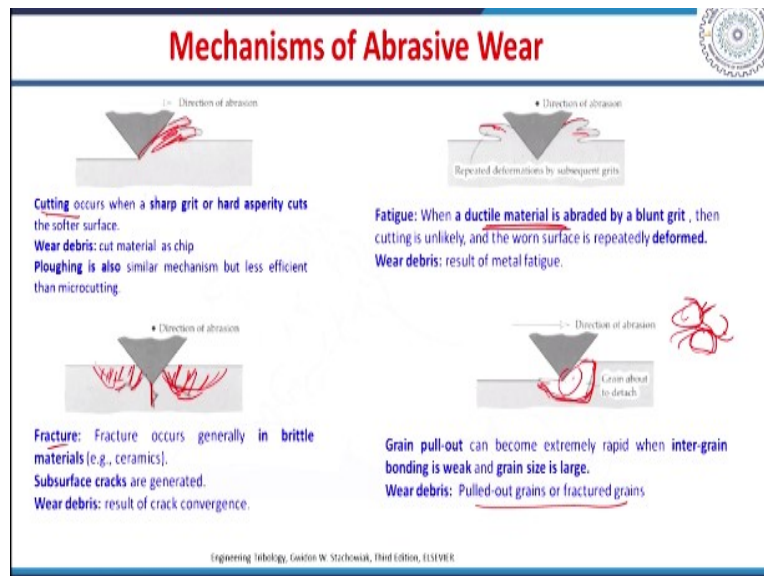 Mechanisms of Abrasive Wear
Direction of abrasion
Cutting occurs when a sharp grit or hard asperity cuts
the softer surface.
Wear debris: cut material as chip
Ploughing is also similar mechanism but less efficient
than microcutting.
Direction of abrasion
Repeated deformations by subsequent grits
Fatigue: When a ductile material is abraded by a blunt grit , then
cutting is unlikely, and the worn surface is repeatedly deformed.
Wear debris: result of metal fatigue.
Direction of abrasion
Fracture: Fracture occurs generally in brittle
materials (e.g., ceramics).
Subsurface cracks are generated.
Wear debris: result of crack convergence.
Direction of abrasion
Grain about
to detach
Grain pull-out can become extremely rapid when inter-grain
bonding is weak and grain size is large.
Wear debris: Pulled-out grains or fractured grains
Engineering Tribology, Gwidon W. Stachowiak, Third Edition, ELSEVIER